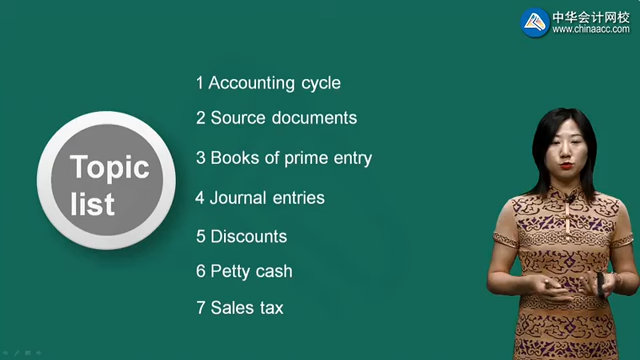 中华会计网校
www.chinaacc.com
Topic
list
1 Accounting cycle
2 Source documents
3 Books of prime entry
4 Journal entries
5 Discounts
6 Petty cash
7 Sales tax